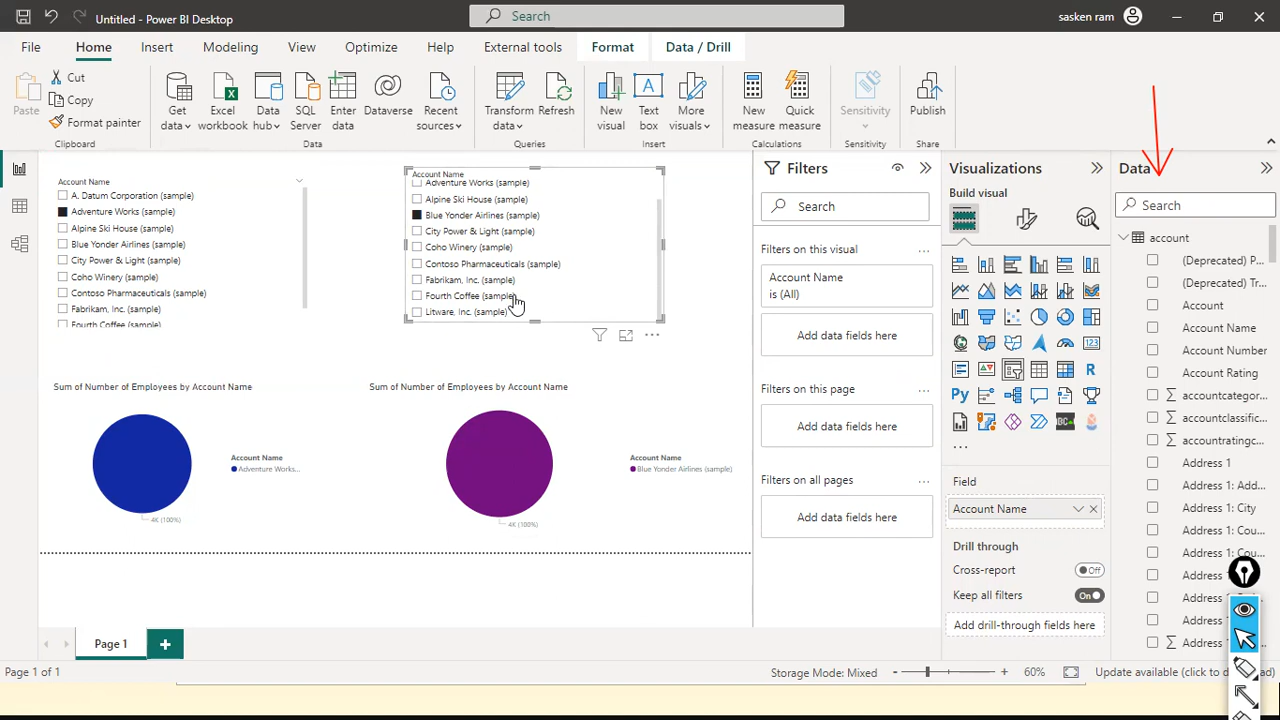 Untitled - Power BI Desktop
Search
sasken ram
File
Home
Insert
Modeling
View
Optimize
Help
External tools
Format
Data / Drill
Paste
Cut
Copy
Format painter
Clipboard
Get data
Excel workbook
Data hub
SQL Server
Enter data
Dataverse
Recent sources
Data
Transform data
Refresh
Queries
New visual
Text box
More visuals
Insert
New measure
Quick measure
Calculations
Sensitivity
Sensitivity
Publish
Share
Account Name
A. Datum Corporation (sample)
Adventure Works (sample)
Alpine Ski House (sample)
Blue Yonder Airlines (sample)
City Power & Light (sample)
Coho Winery (sample)
Contoso Pharmaceuticals (sample)
Fabrikam, Inc. (sample)
Fourth Coffee (sample)
Account Name
Adventure Works (sample)
Alpine Ski House (sample)
Blue Yonder Airlines (sample)
City Power & Light (sample)
Coho Winery (sample)
Contoso Pharmaceuticals (sample)
Fabrikam, Inc. (sample)
Fourth Coffee (sample)
Litware, Inc. (sample)
Sum of Number of Employees by Account Name
Account Name
Adventure Works...
4K (100%)
Sum of Number of Employees by Account Name
Account Name
Blue Yonder Airlines (sample)
4K (100%)
Filters
Search
Filters on this visual
...
Account Name
is (All)
Add data fields here
Filters on this page
...
Add data fields here
Filters on all pages
...
Add data fields here
Visualizations
Build visual
Py
R
...
Field
Account Name
Drill through
Cross-report
Off
Keep all filters
On
Add drill-through fields here
Data
Search
account
(Deprecated) P...
(Deprecated) Tr...
Account
Account Name
Account Number
Account Rating
accountcategor...
accountclassific...
accountratingc...
Address 1
Address 1: Add...
Address 1: City
Address 1: Cou...
Address 1: Cou...
Page 1
Page 1 of 1
Storage Mode: Mixed
60%
Update available (click to